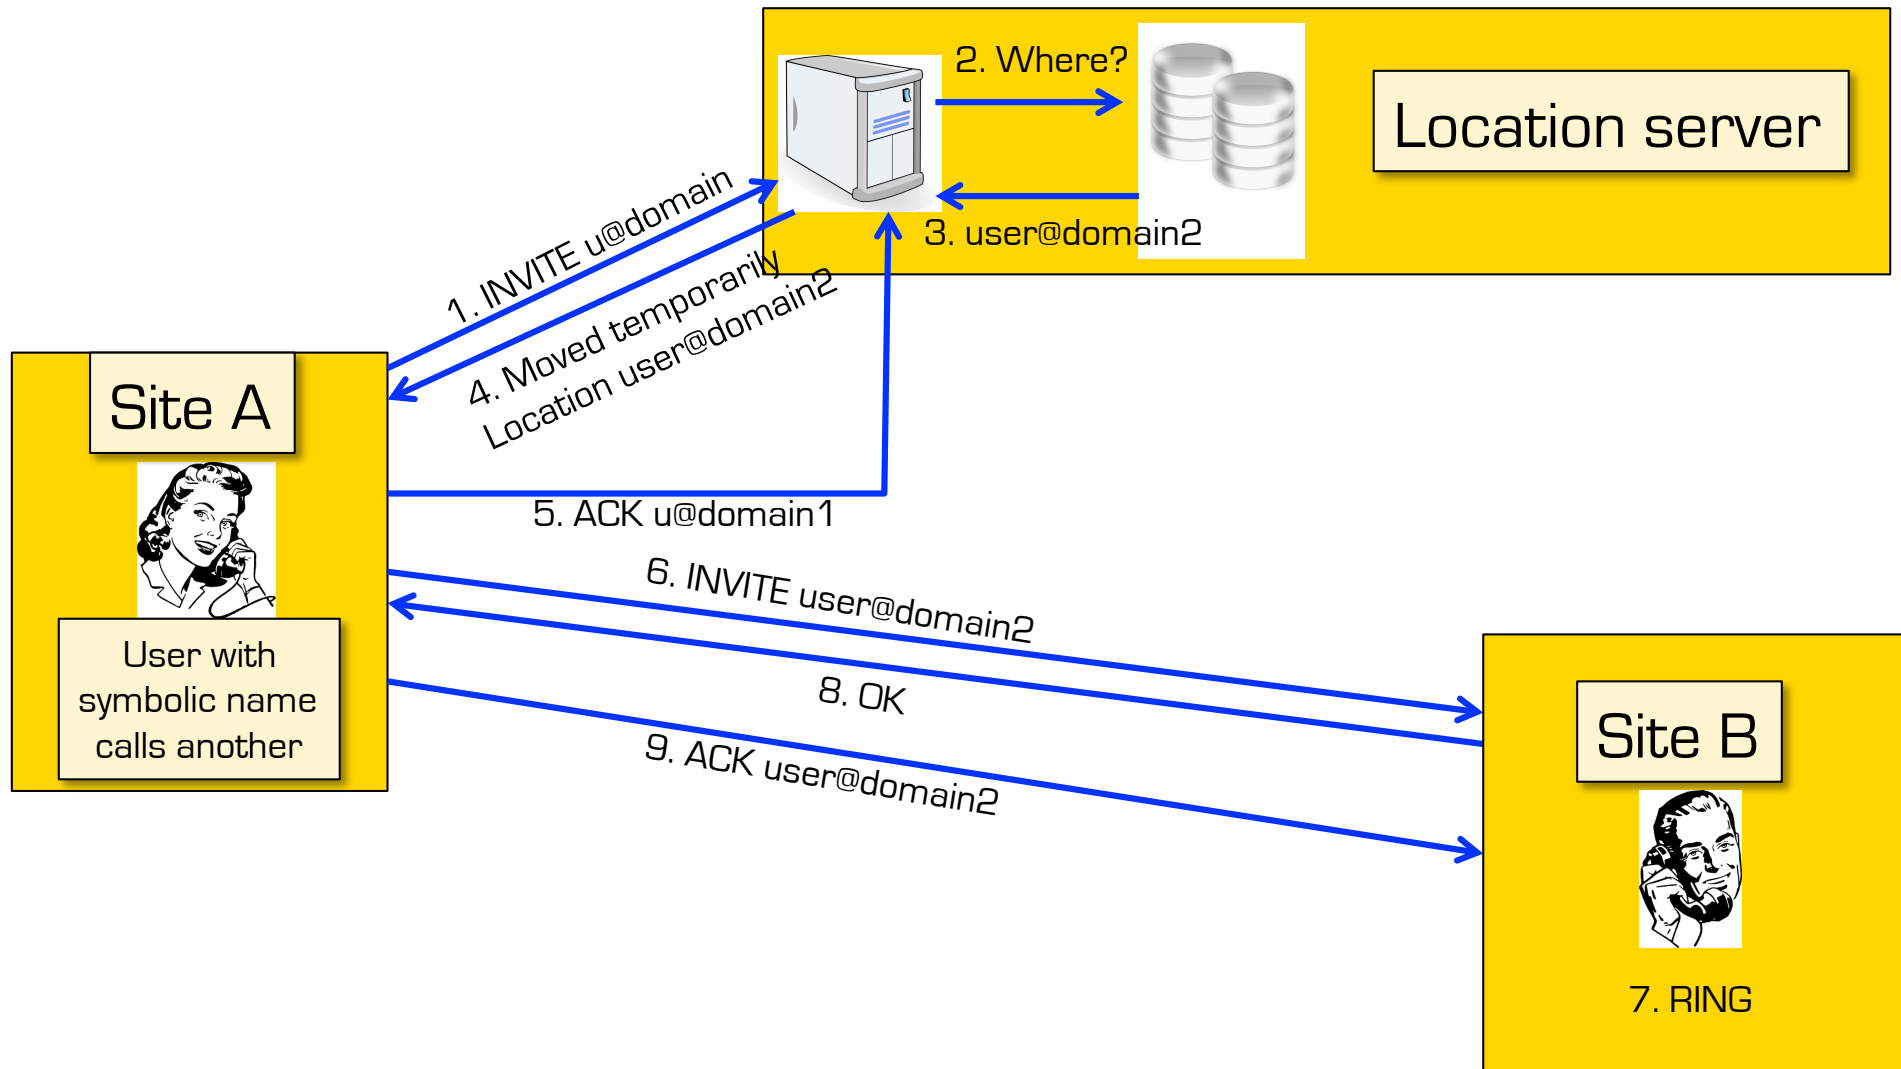 2. Where?
Location server
3. user@domain2
1. INVITE u@domain
4. Moved temporarily
Location user@domain2
Site A
5. ACK u@domain1
User with
symbolic name
calls another
6. INVITE user@domain2
8. OK
9. ACK user@domain2
Site B
7. RING